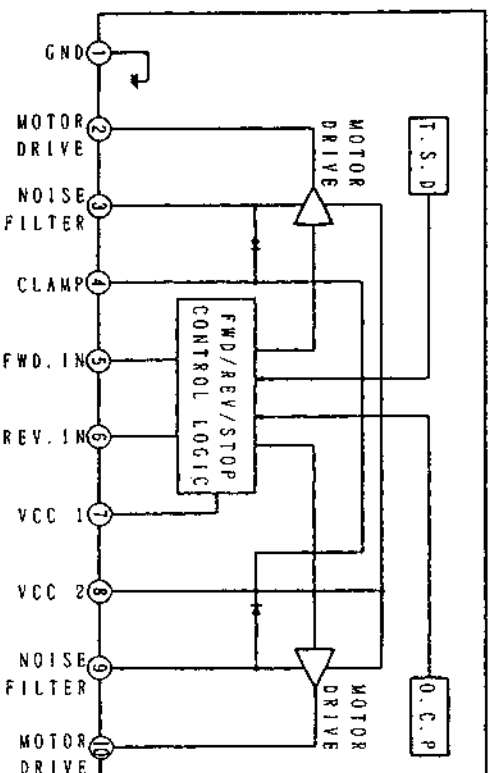 GND 1
MOTOR
DRIVE 2
NOISE
FILTER 3
CLAMP 4
FWD. IN 5
REV. IN 6
VCC 1 7
VCC 2 8
NOISE
FILTER 9
MOTOR
DRIVE 10
MOTOR
DRIVE
T.S.D
FWD/REV/STOP
CONTROL LOGIC
MOTOR
DRIVE
O.C.P